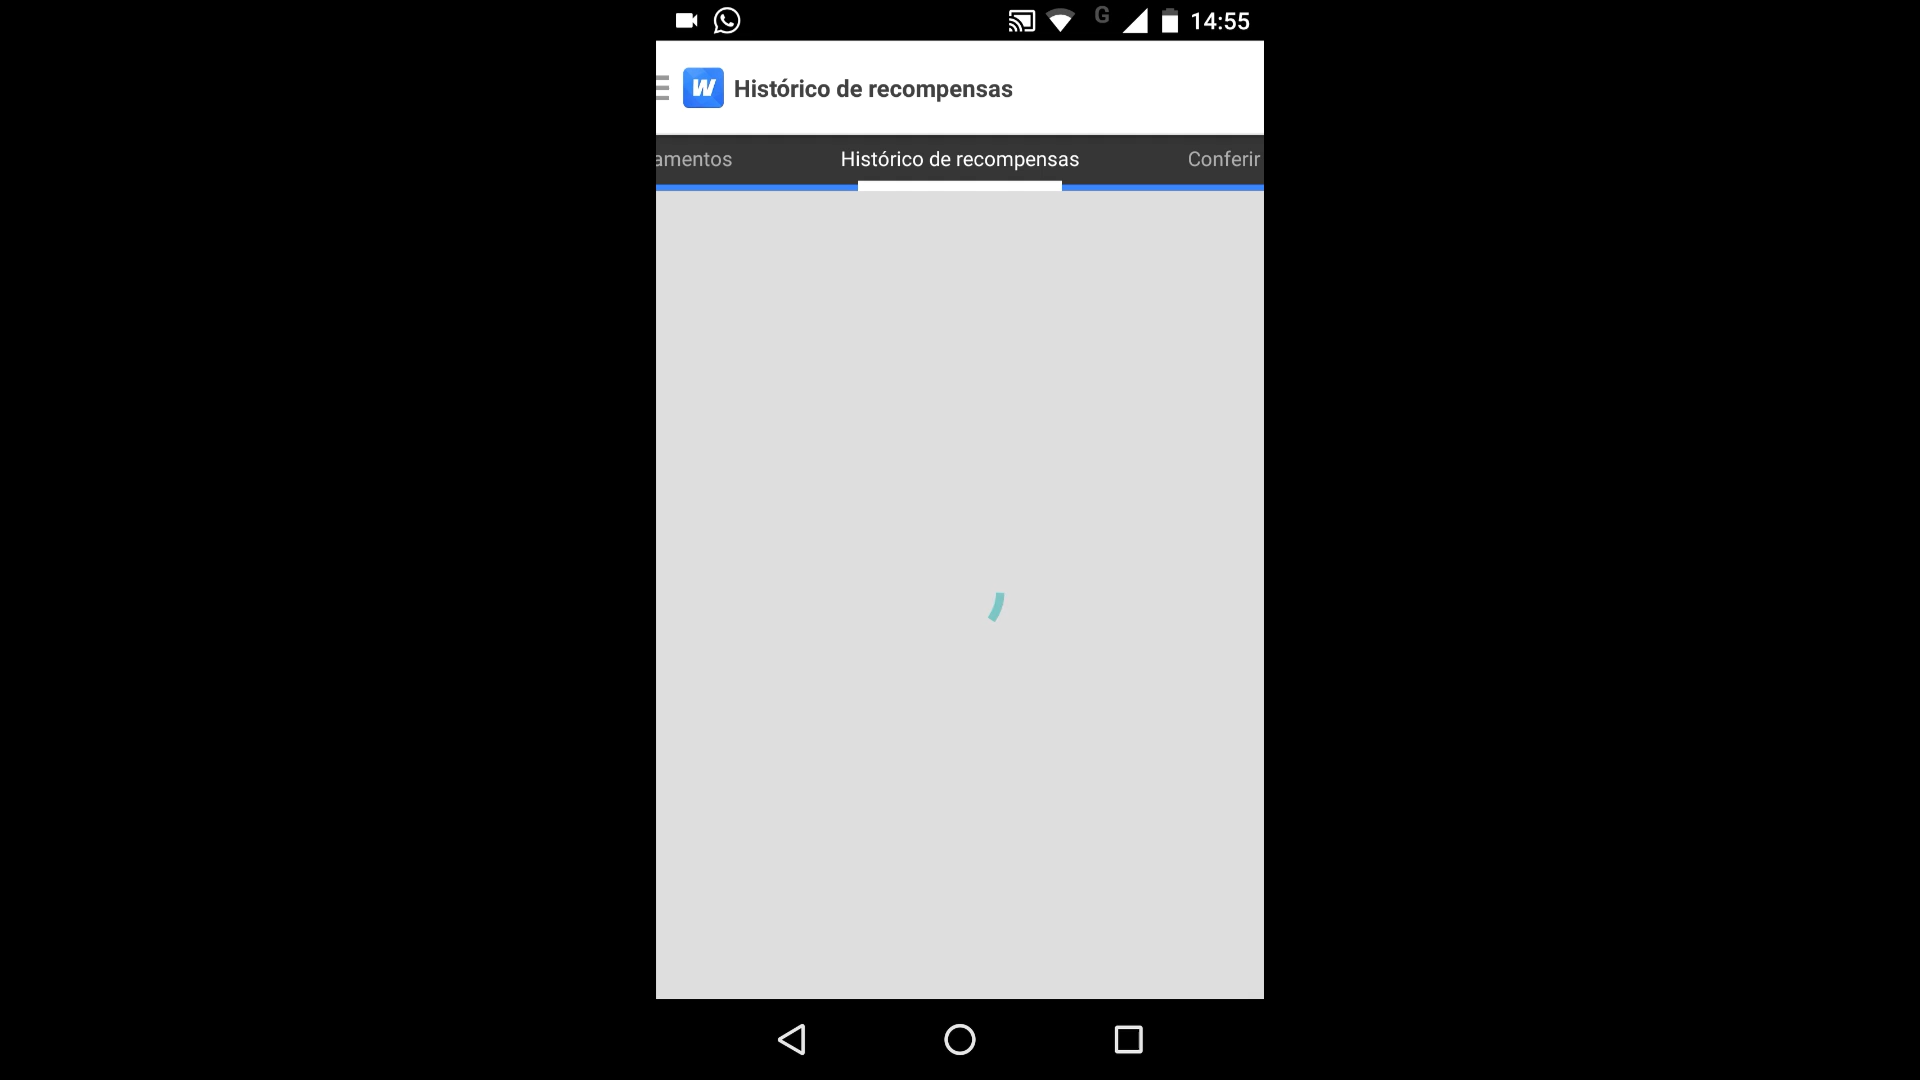 G 14:55
W Histórico de recompensas
amentos Histórico de recompensas Conferir